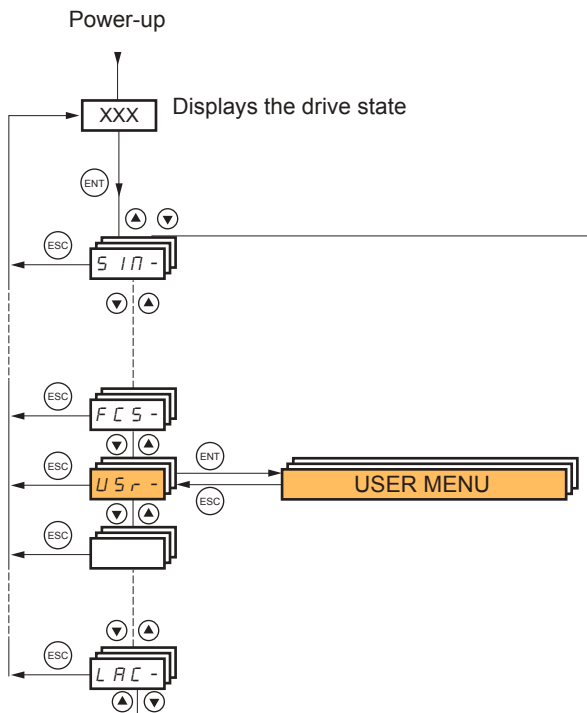 Power-up
XXX
Displays the drive state
ENT
ESC
SIM-
ESC
FCS-
ESC
USr-
ENT
ESC
USER MENU
ESC
ESC
LAC-